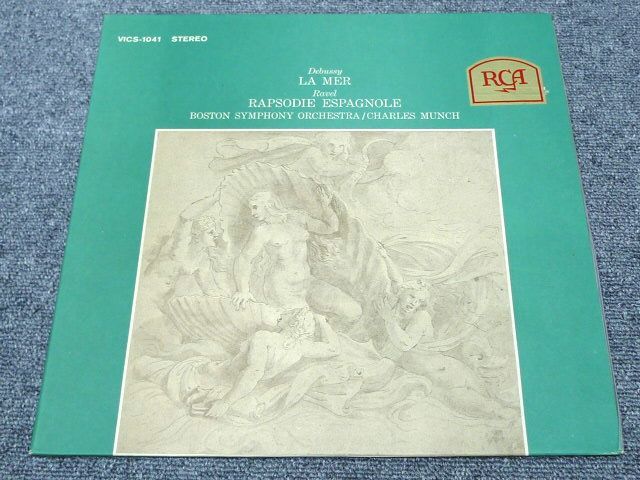 VICS-1041 STEREO
Debussy
LA MER
Ravel
RAPSODIE ESPAGNOLE
BOSTON SYMPHONY ORCHESTRA/CHARLES MUNCH
RCA